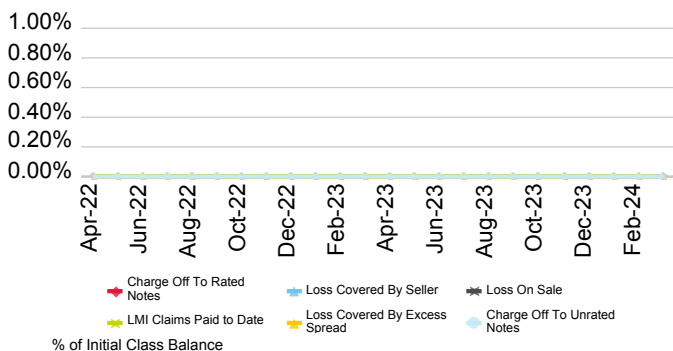 1.00%
0.80%
0.60%
0.40%
0.20%
0.00%
Apr-22
Jun-22
Aug-22
Oct-22
Dec-22
Feb-23
Apr-23
Jun-23
Aug-23
Oct-23
Dec-23
Feb-24
Charge Off To Rated
Notes
Loss Covered By Seller
Loss On Sale
LMI Claims Paid to Date
Loss Covered By Excess
Spread
Charge Off To Unrated
Notes
% of Initial Class Balance